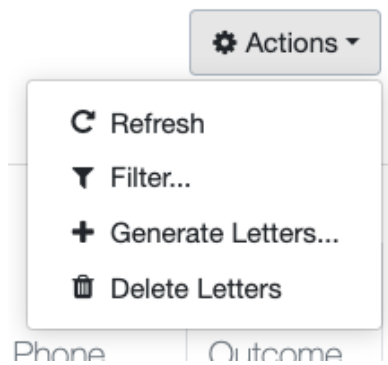 Actions
Refresh
Filter...
Generate Letters...
Delete Letters
Phone Outcome